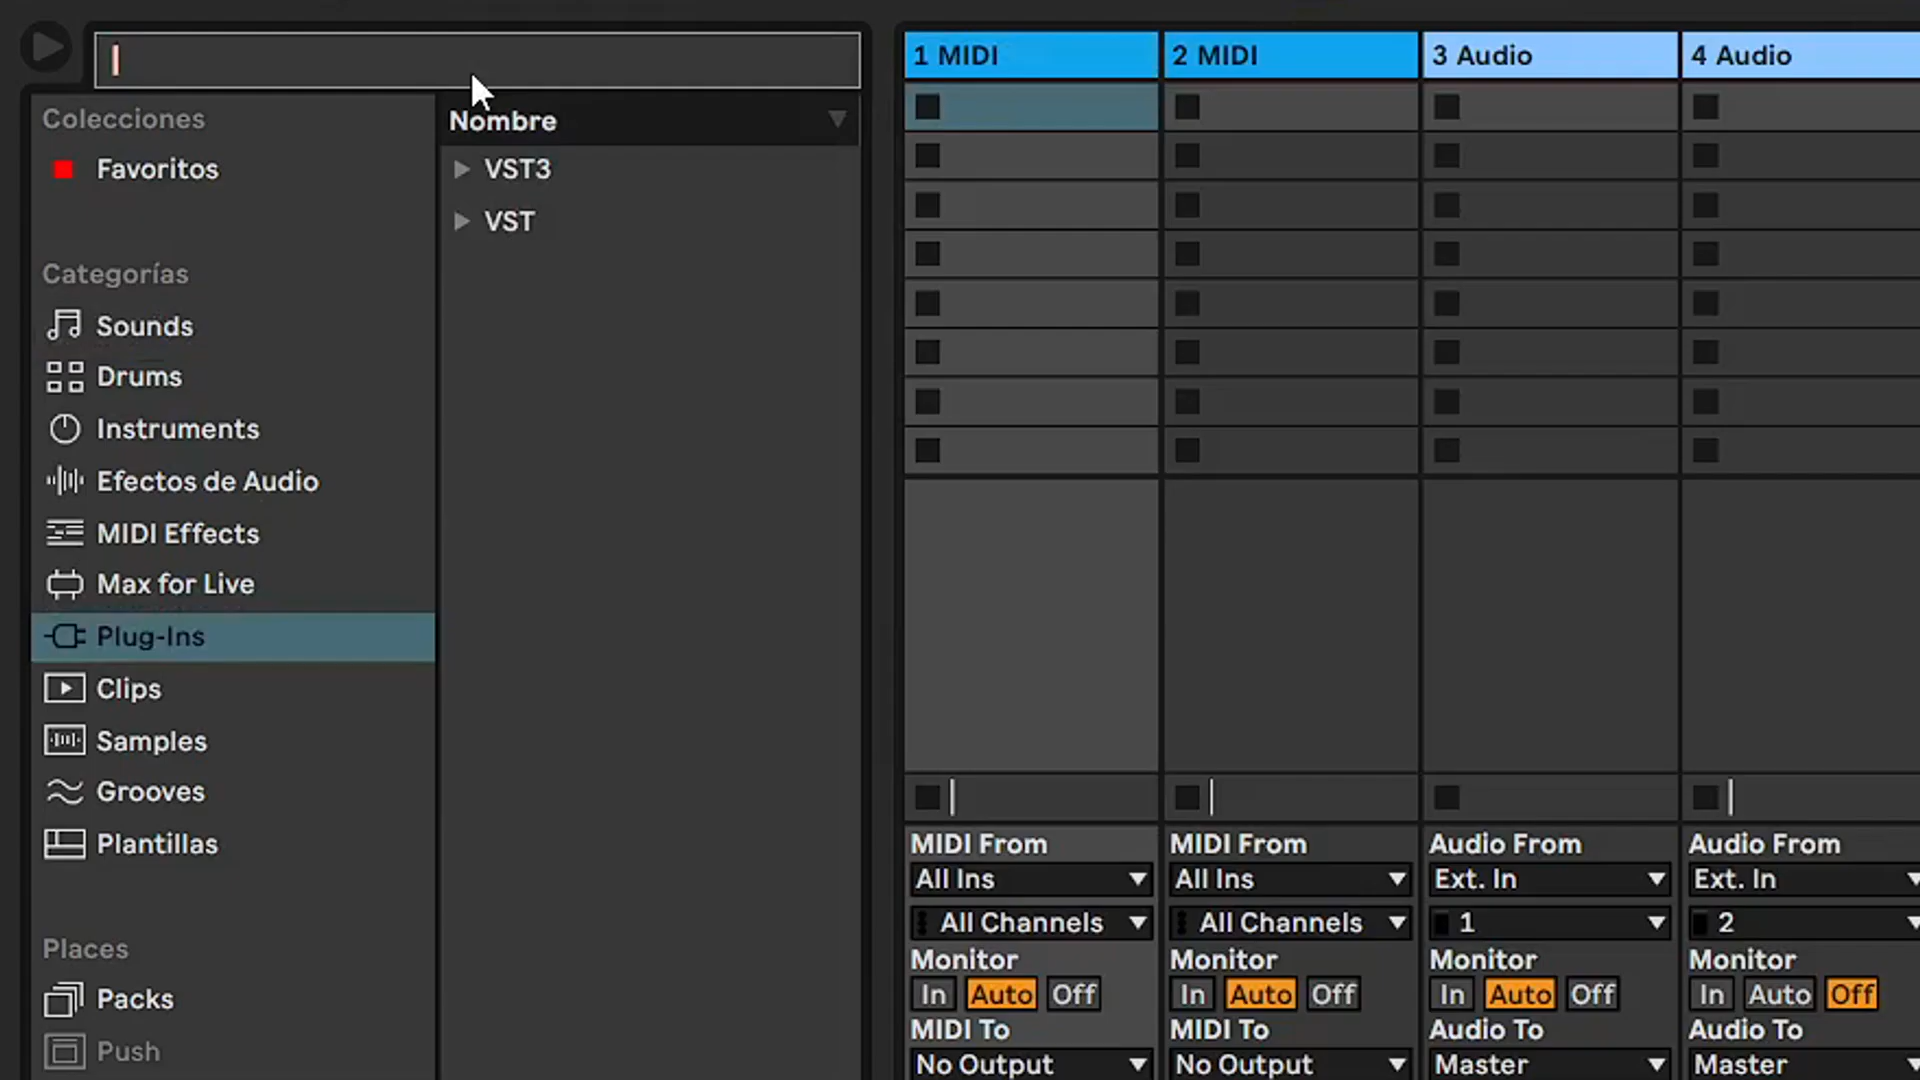 Colecciones
Favoritos
Categorías
Sounds
Drums
Instruments
Efectos de Audio
MIDI Effects
Max for Live
Plug-Ins
Clips
Samples
Grooves
Plantillas
Places
Packs
Push
Nombre
VST3
VST
1 MIDI
2 MIDI
3 Audio
4 Audio
MIDI From
All Ins
All Channels
Monitor
In Auto Off
MIDI To
No Output
MIDI From
All Ins
All Channels
Monitor
In Auto Off
MIDI To
No Output
Audio From
Ext. In
1
Monitor
In Auto Off
Audio To
Master
Audio From
Ext. In
2
Monitor
In Auto Off
Audio To
Master